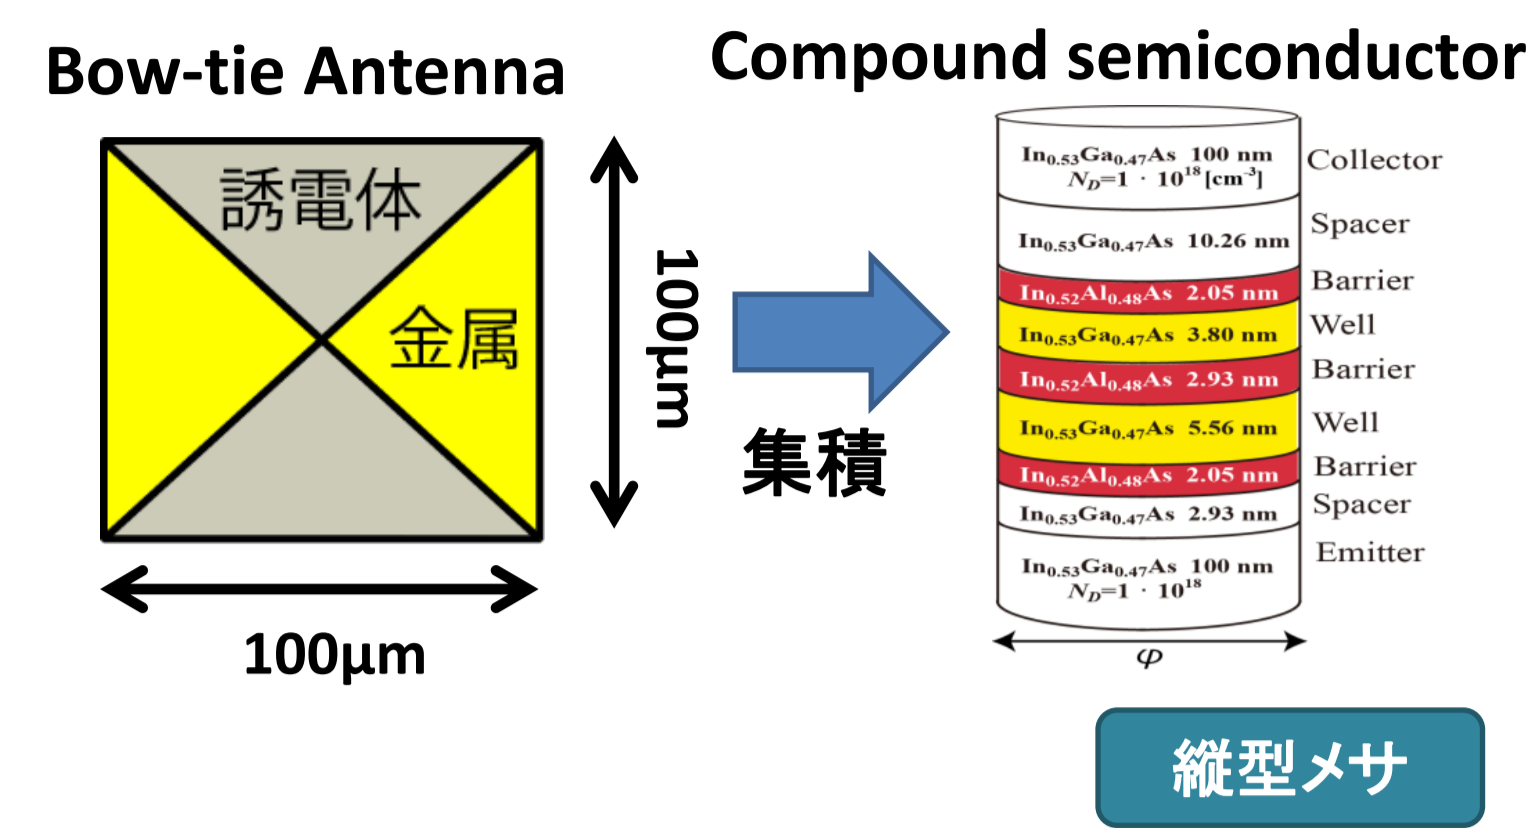 Bow-tie Antenna
誘電体
金属
100μm
100μm
集積
Compound semiconductor
In0.53Ga0.47As 100 nm
ND=1 · 10^18 [cm^-3]
Collector
In0.53Ga0.47As 10.26 nm
Spacer
In0.52Al0.48As 2.05 nm
Barrier
In0.53Ga0.47As 3.80 nm
Well
In0.52Al0.48As 2.93 nm
Barrier
In0.53Ga0.47As 5.56 nm
Well
In0.52Al0.48As 2.05 nm
Barrier
In0.53Ga0.47As 2.93 nm
Spacer
In0.53Ga0.47As 100 nm
ND=1 · 10^18
Emitter
φ
縦型メサ